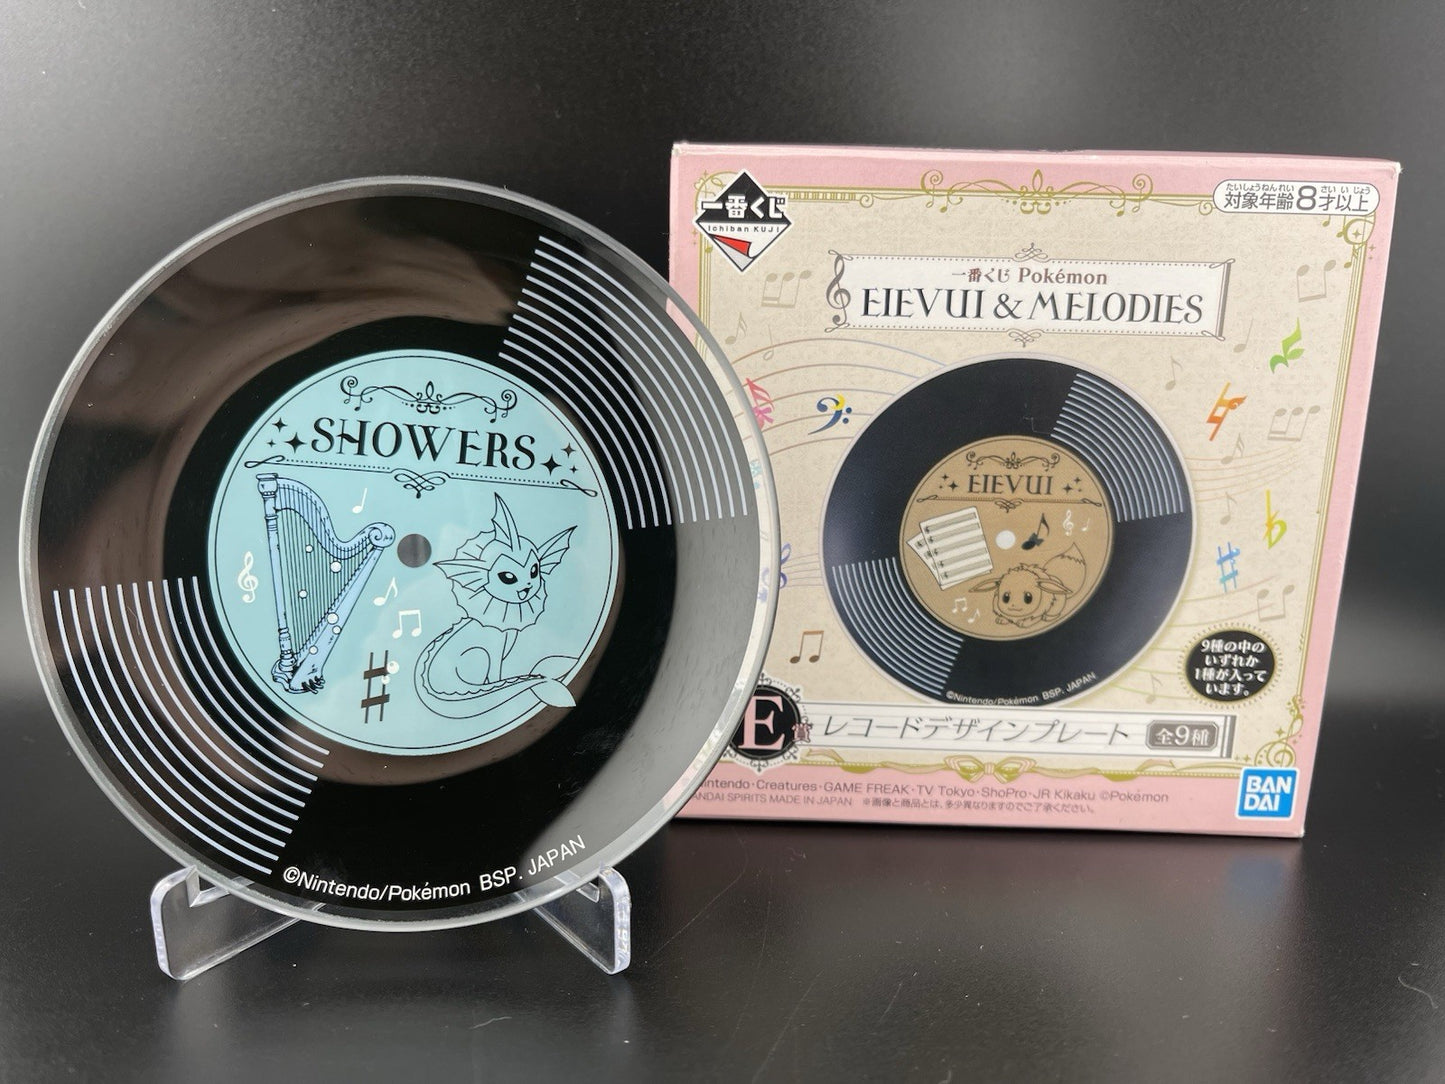 SHOWERS
©Nintendo/Pokémon BSP. JAPAN
一番くじ
Ichiban KUJI
たいしょうねんれい さい いじょう
対象年齢8才以上
一番くじ Pokémon
EIEVUI & MELODIES
EIEVUI
©Nintendo/Pokémon BSP. JAPAN
9種の中の
いずれか
1種が入って
います。
E賞 レコードデザインプレート 全9種
intendo・Creatures・GAME FREAK・TV Tokyo・ShoPro・JR Kikaku ©Pokémon
ANDAI SPIRITS MADE IN JAPAN ※画像と商品とは、多少異なりますのでご了承ください。
BAN
DAI